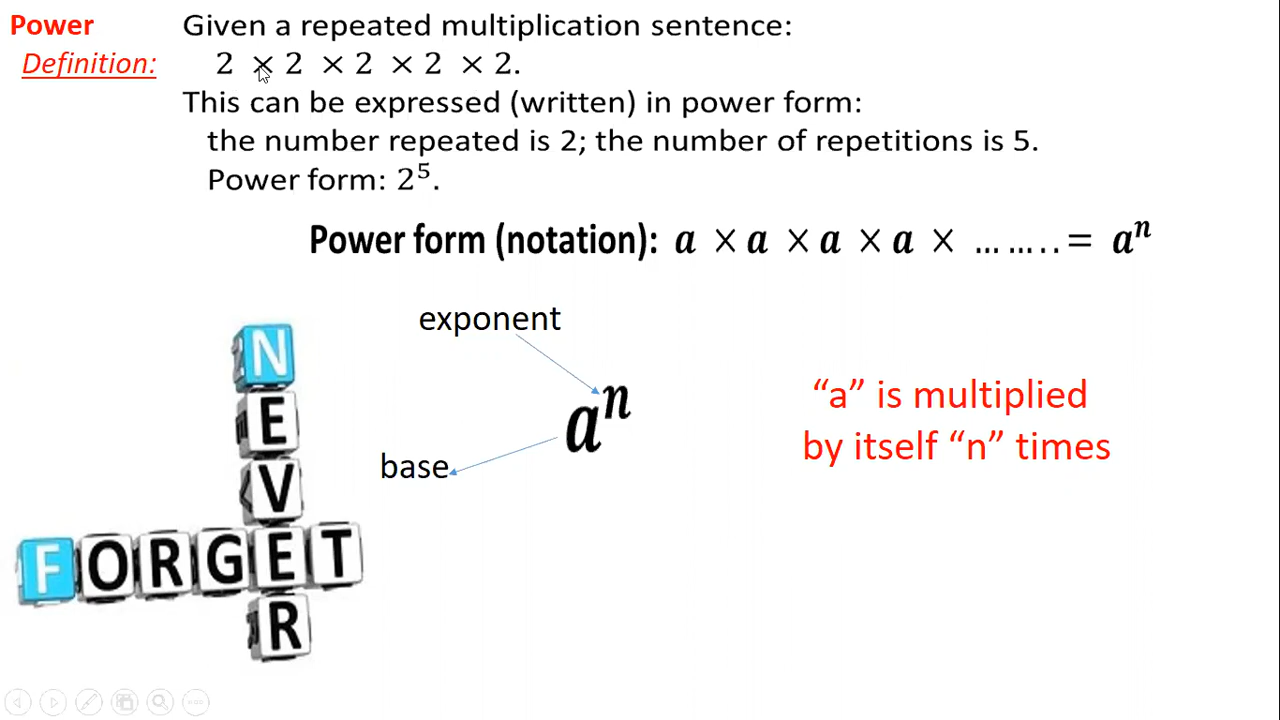 Power
Definition:
Given a repeated multiplication sentence:
2 × 2 × 2 × 2 × 2.
This can be expressed (written) in power form:
the number repeated is 2; the number of repetitions is 5.
Power form: 2⁵.
Power form (notation): a × a × a × a × … … . . = aⁿ
exponent
aⁿ
base
“a” is multiplied
by itself “n” times
NEVER
FORGET